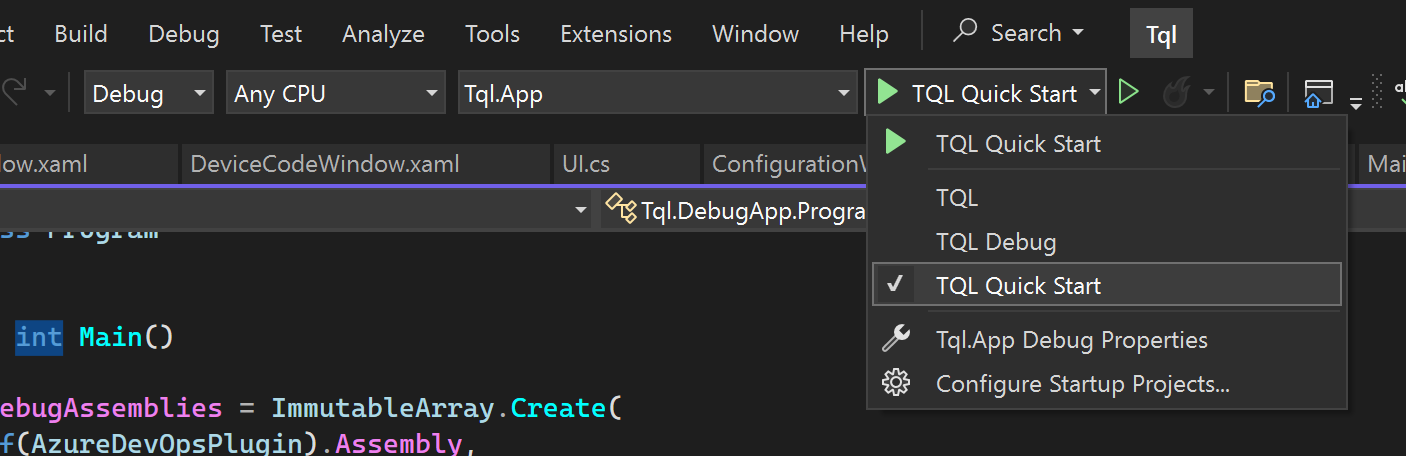 ct Build Debug Test Analyze Tools Extensions Window Help Search Tql
Debug Any CPU Tql.App TQL Quick Start
ow.xaml DeviceCodeWindow.xaml UI.cs ConfigurationW Mai
Tql.DebugApp.Progra
ss Program
int Main()
ebugAssemblies = ImmutableArray.Create(
f(AzureDevOpsPlugin).Assembly,
TQL Quick Start
TQL
TQL Debug
TQL Quick Start
Tql.App Debug Properties
Configure Startup Projects...